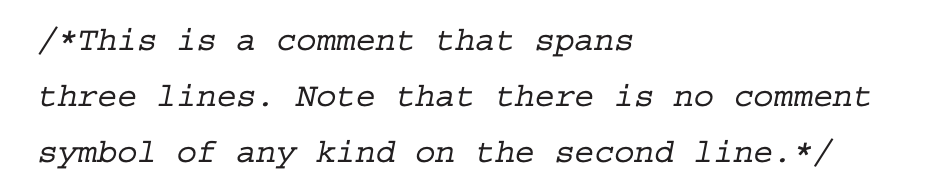 /*This is a comment that spans
three lines. Note that there is no comment
symbol of any kind on the second line.*/